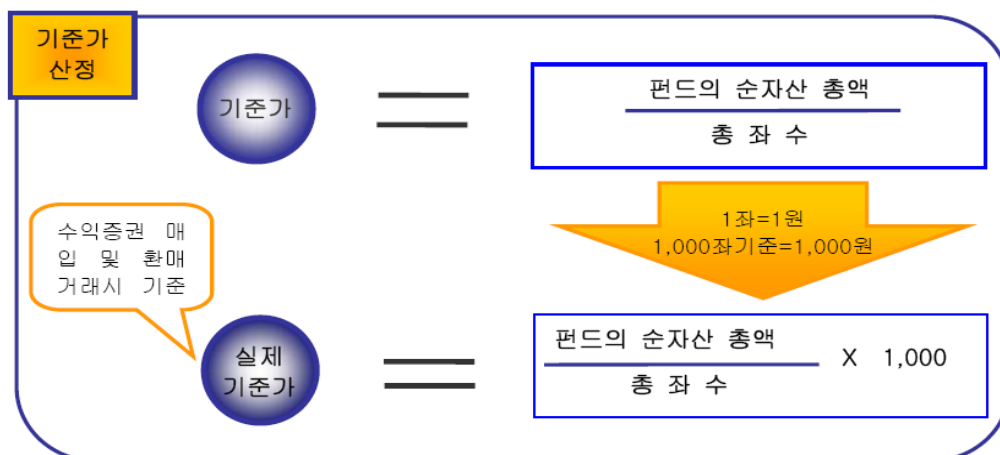 기준가
산정
기준가
펀드의 순자산 총액
총 좌 수
1좌=1원
1,000좌기준=1,000원
수익증권 매
입 및 환매
거래시 기준
실제
기준가
펀드의 순자산 총액
총 좌 수
X 1,000